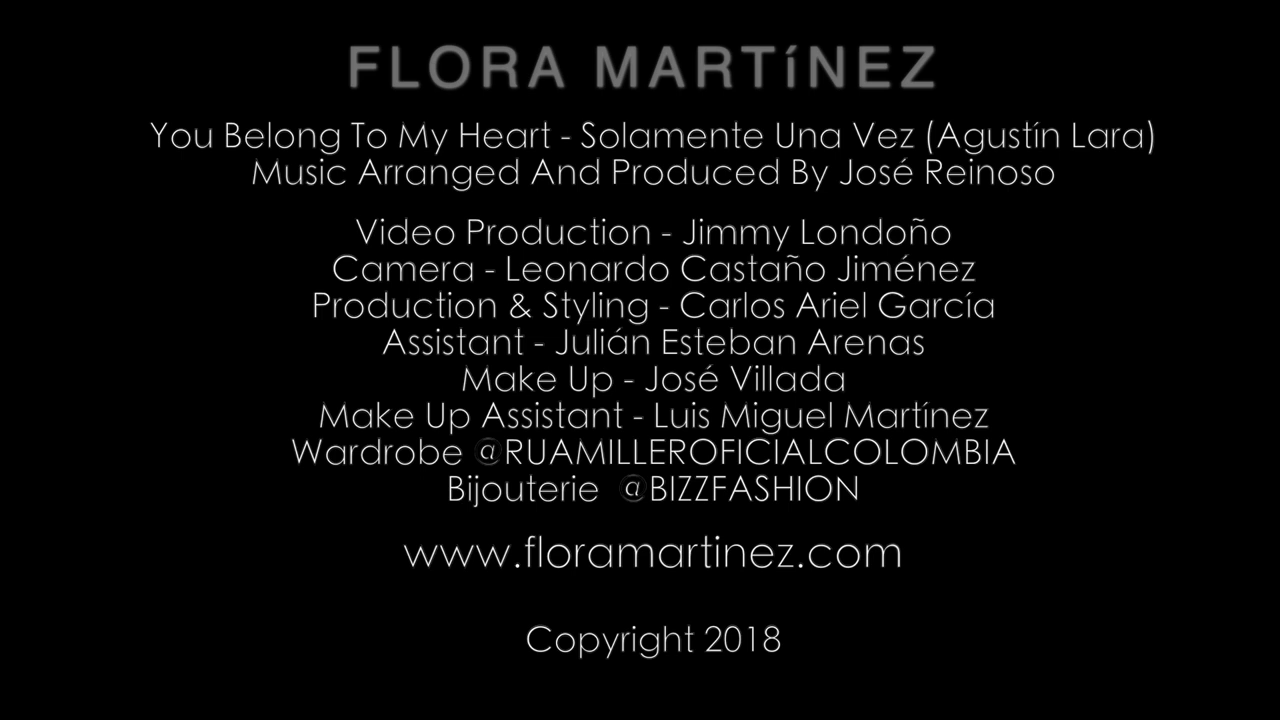 FLORA MARTíNEZ
You Belong To My Heart - Solamente Una Vez (Agustín Lara)
Music Arranged And Produced By José Reinoso
Video Production - Jimmy Londoño
Camera - Leonardo Castaño Jiménez
Production & Styling - Carlos Ariel García
Assistant - Julián Esteban Arenas
Make Up - José Villada
Make Up Assistant - Luis Miguel Martínez
Wardrobe @RUAMILLEROFICIALCOLOMBIA
Bijouterie @BIZZFASHION
www.floramartinez.com
Copyright 2018